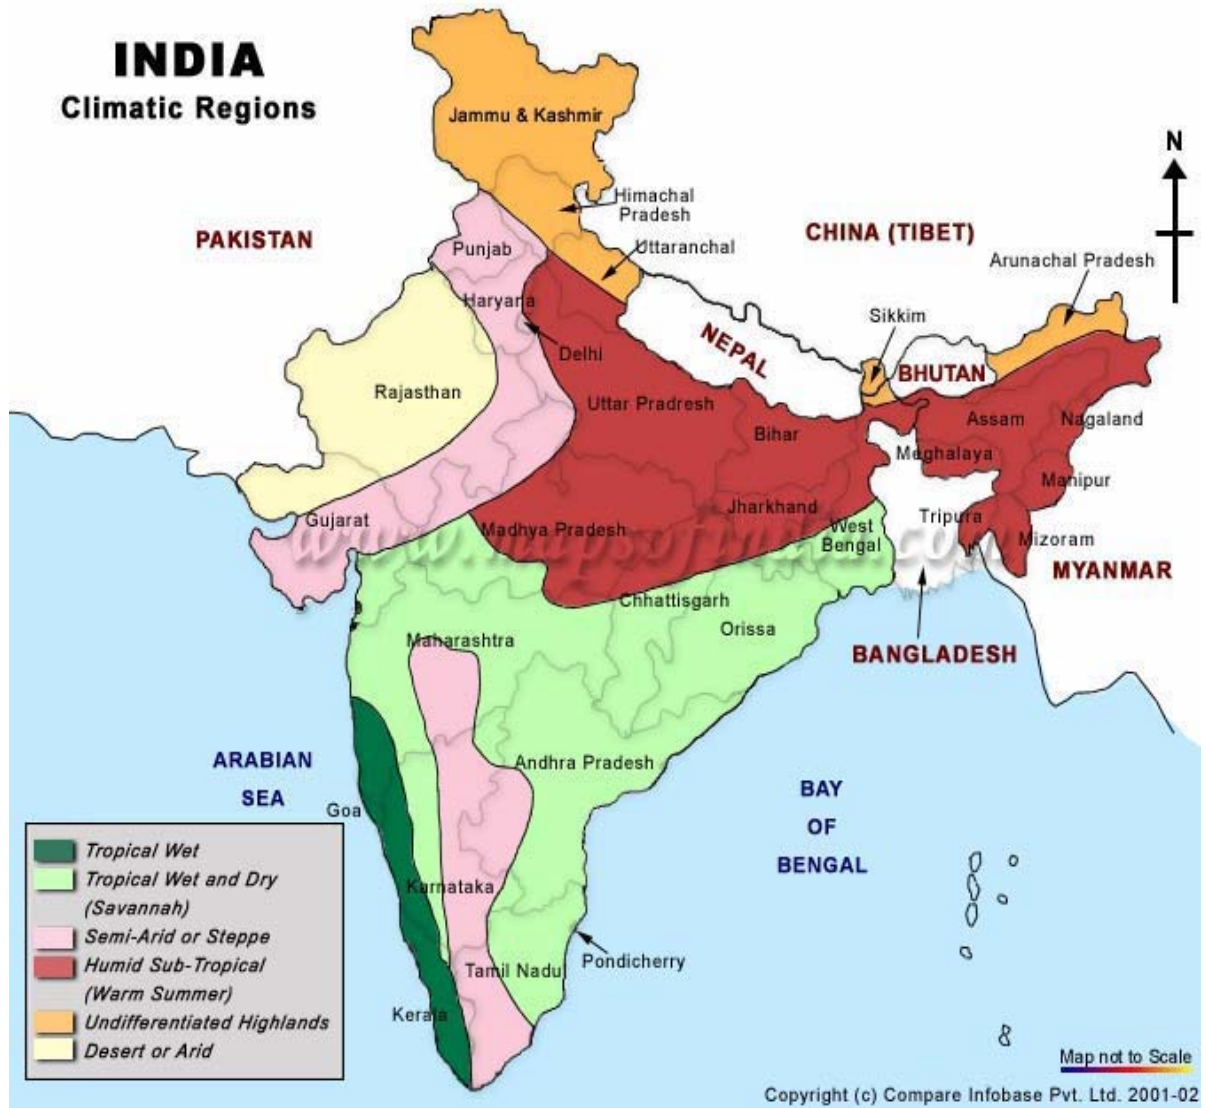 INDIA
Climatic Regions
Jammu & Kashmir
N
Himachal
Pradesh
PAKISTAN
CHINA (TIBET)
Punjab
Uttaranchal
Arunachal Pradesh
Haryana
Sikkim
Delhi
NEPAL
BHUTAN
Rajasthan
Uttar Pradresh
Assam
Nagaland
Bihar
Meghalaya
Manipur
Jharkhand
Gujarat
Madhya Pradesh
West
Bengal
Tripura
www.mapsofindia.com
Mizoram
MYANMAR
Chhattisgarh
Orissa
Maharashtra
BANGLADESH
ARABIAN
SEA
Andhra Pradesh
BAY
OF
BENGAL
Goa
Karnataka
Tamil Nadu
Pondicherry
Kerala
Tropical Wet
Tropical Wet and Dry
(Savannah)
Semi-Arid or Steppe
Humid Sub-Tropical
(Warm Summer)
Undifferentiated Highlands
Desert or Arid
Map not to Scale
Copyright (c) Compare Infobase Pvt. Ltd. 2001-02